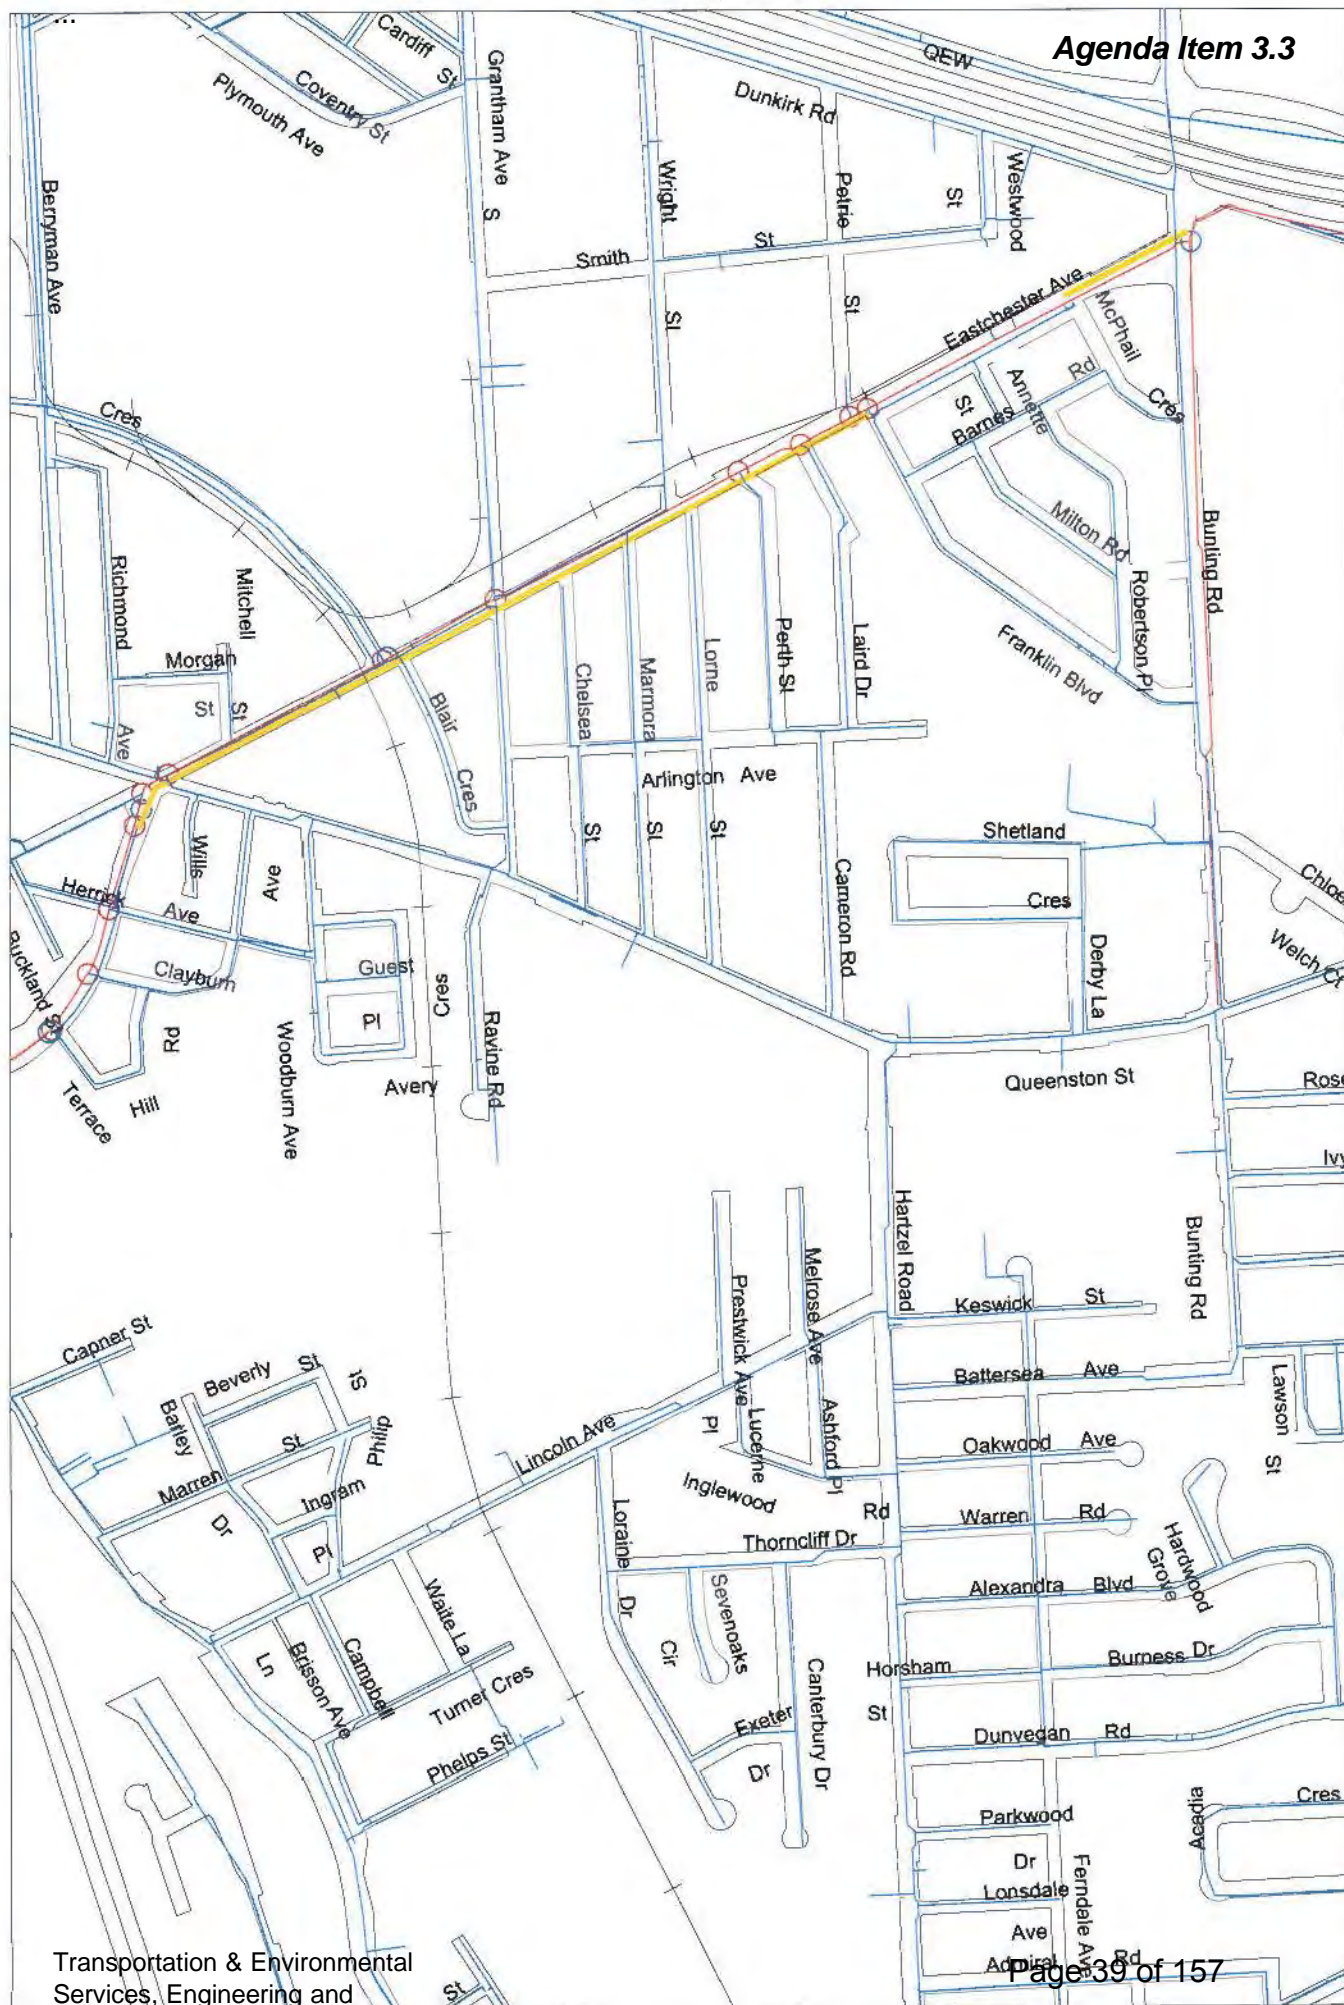 ...
Agenda Item 3.3
QEW
Cardiff
St
Coventry St
Plymouth Ave
Grantham Ave
S
Dunkirk Rd
Wright
St
Petrie
St
St
Westwood
Smith
St
Berryman Ave
Eastchester Ave
McPhail
Cres
Annette
St
Rd
Barnes
Milton Rd
Robertson Pl
Franklin Blvd
Bunting Rd
Cres
Richmond
Ave
Mitchell
St
Morgan
St
Blair
Cres
Chelsea
St
Marmora
St
Lorne
St
Perth St
Laird Dr
Arlington Ave
Cameron Rd
Shetland
Cres
Derby La
Chloe
Welch Ct
Wills
Ave
Herrick
Ave
Clayburn
Buckland St
Rd
Hill
Terrace
Woodburn Ave
Guest
Pl
Cres
Avery
Ravine Rd
Queenston St
Rose
Ivy
Hartzel Road
Bunting Rd
Prestwick Ave
Melrose Ave
Keswick St
Battersea Ave
Lawson
St
Oakwood Ave
Warren Rd
Hardwood
Grove
Alexandra Blvd
Burness Dr
Horsham
St
Dunvegan Rd
Capner St
Beverly St
St
Philip
Barley
Dr
Marren
St
Ingram
Pl
Lincoln Ave
Lucerne
Pl
Ashford Pl
Inglewood
Rd
Thorncliff Dr
Loraine
Dr
Sevenoaks
Cir
Canterbury Dr
Exeter
Dr
Waite La
Campbell
Ln
Brisson Ave
Turner Cres
Phelps St
Parkwood
Dr
Lonsdale
Ave
Admiral Rd
Ferndale Ave
Acadia
Cres
St
Transportation & Environmental
Services, Engineering and
Page 39 of 157